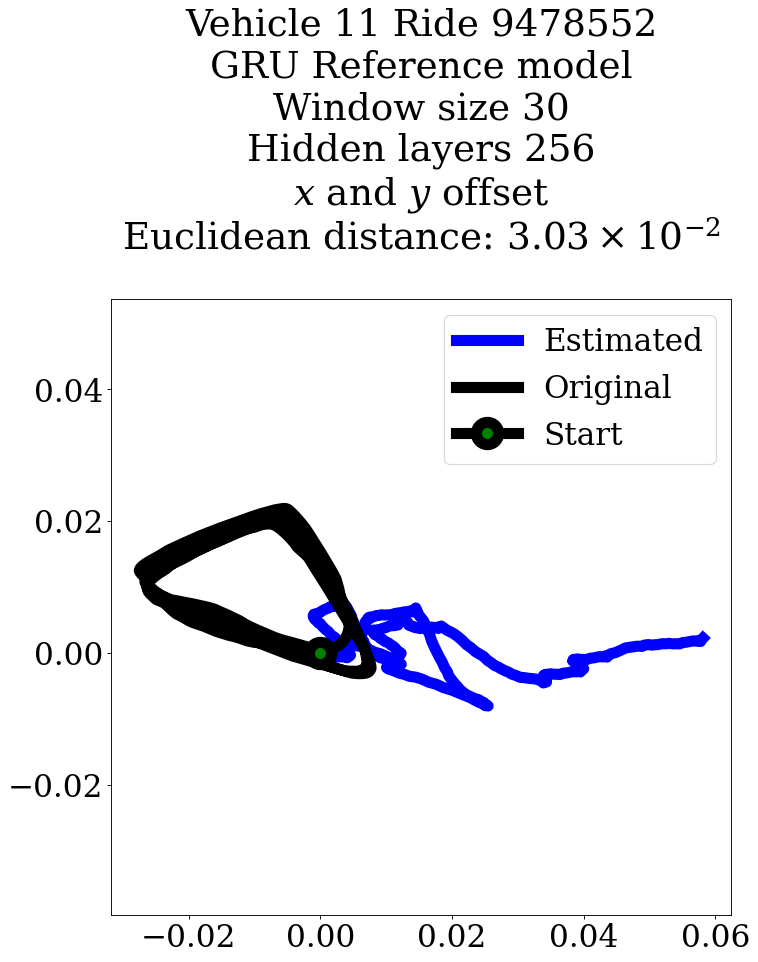 Vehicle 11 Ride 9478552
GRU Reference model
Window size 30
Hidden layers 256
x and y offset
Euclidean distance: 3.03 × 10⁻²
Estimated
Original
Start
0.04
0.02
0.00
−0.02
−0.02 0.00 0.02 0.04 0.06